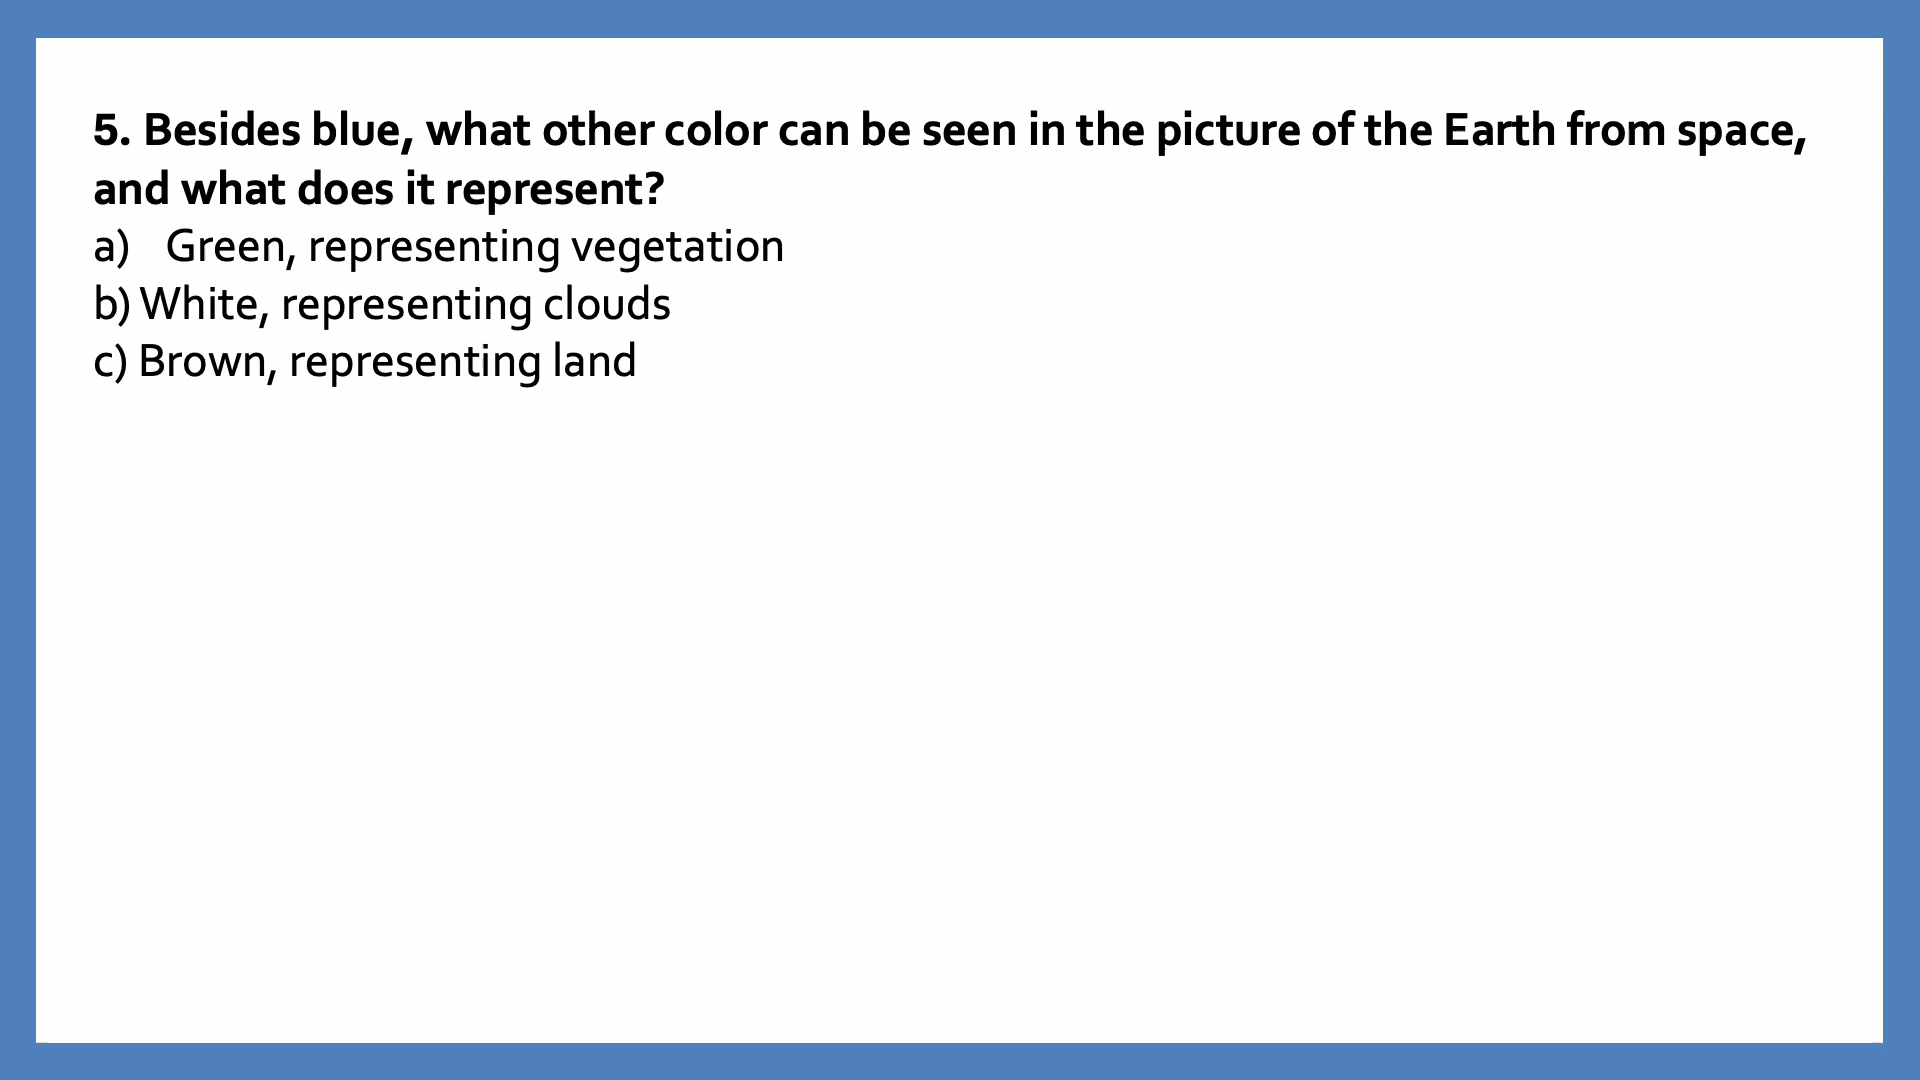 5. Besides blue, what other color can be seen in the picture of the Earth from space,
and what does it represent?
a) Green, representing vegetation
b) White, representing clouds
c) Brown, representing land